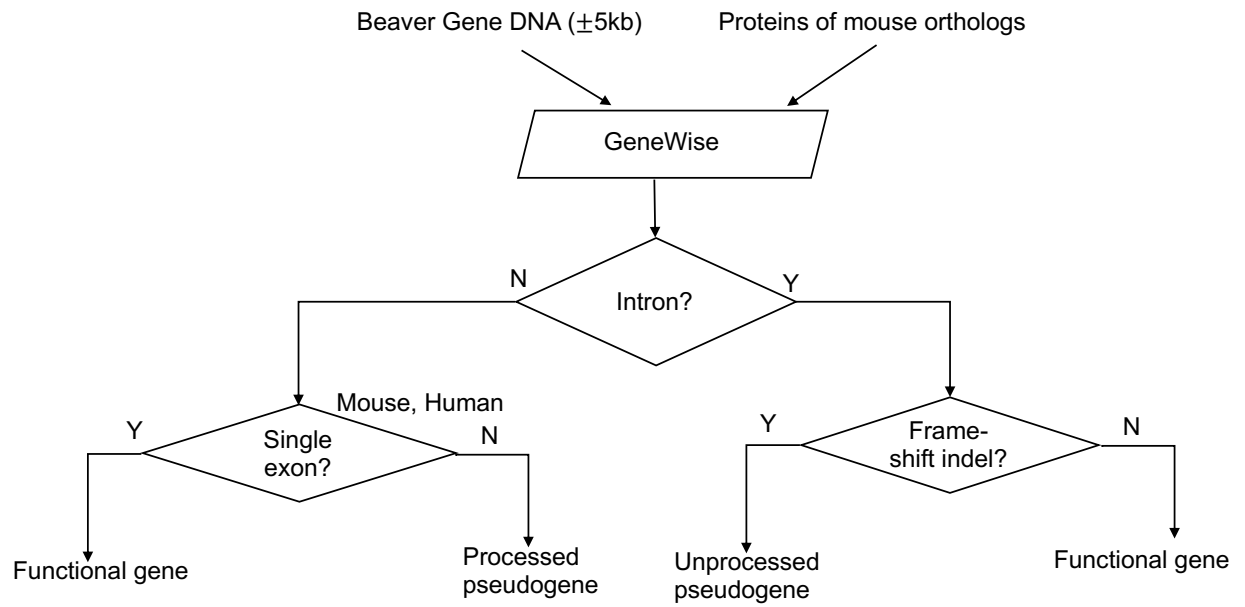 Beaver Gene DNA (±5kb)
Proteins of mouse orthologs
GeneWise
Intron?
N
Y
Mouse, Human
Single
exon?
Y
N
Frame-
shift indel?
Y
N
Functional gene
Processed
pseudogene
Unprocessed
pseudogene
Functional gene